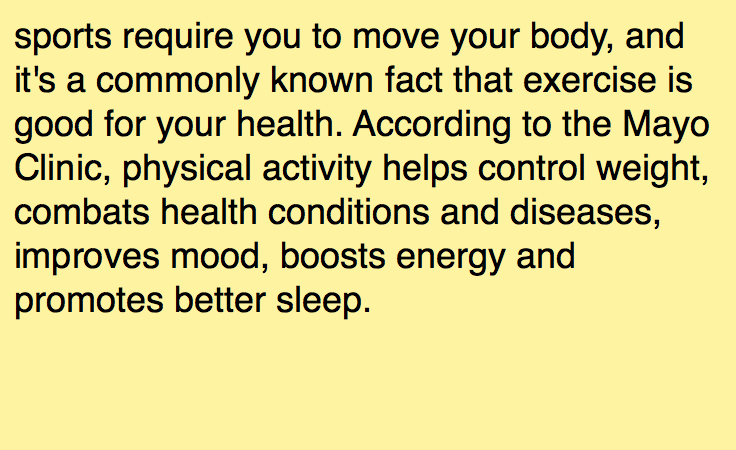 sports require you to move your body, and
it's a commonly known fact that exercise is
good for your health. According to the Mayo
Clinic, physical activity helps control weight,
combats health conditions and diseases,
improves mood, boosts energy and
promotes better sleep.